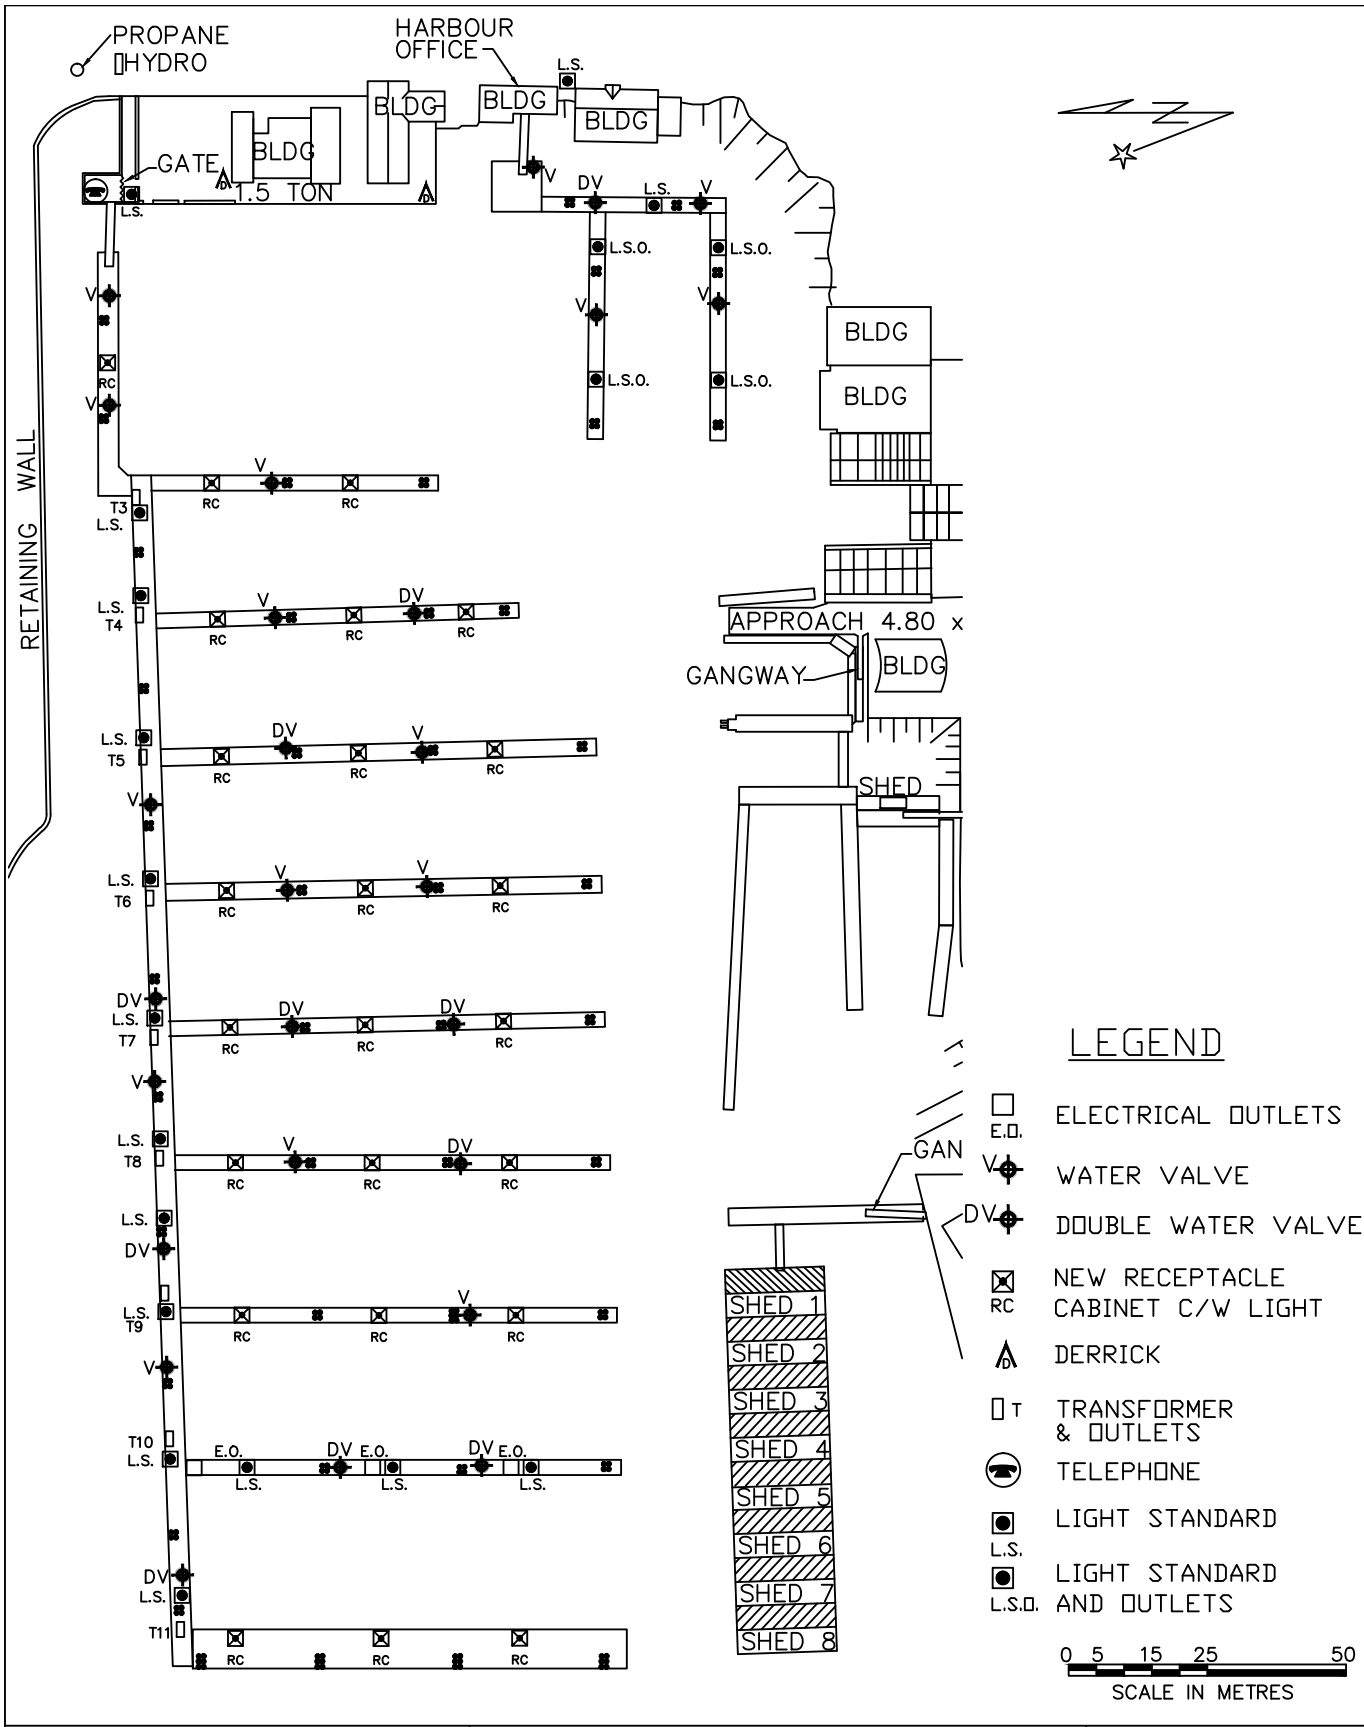 PROPANE
HYDRO
HARBOUR
OFFICE
L.S.
BLDG
BLDG
BLDG
BLDG
GATE
D
1.5 TON
D
L.S.
V
DV
L.S.
V
L.S.O.
L.S.O.
V
V
V
L.S.O.
L.S.O.
RC
V
BLDG
BLDG
RETAINING WALL
V
RC
RC
T3
L.S.
L.S.
T4
V
DV
RC
RC
RC
APPROACH 4.80 x
GANGWAY
BLDG
L.S.
T5
DV
V
RC
RC
RC
SHED
V
L.S.
T6
V
V
RC
RC
RC
DV
L.S.
T7
DV
DV
RC
RC
RC
V
L.S.
T8
V
DV
RC
RC
RC
L.S.
DV
L.S.
T9
V
RC
RC
RC
V
T10
L.S.
E.O.
DV
E.O.
DV
E.O.
L.S.
L.S.
L.S.
DV
L.S.
T11
RC
RC
RC
GAN
SHED 1
SHED 2
SHED 3
SHED 4
SHED 5
SHED 6
SHED 7
SHED 8
LEGEND
E.O.
ELECTRICAL OUTLETS
V
WATER VALVE
DV
DOUBLE WATER VALVE
NEW RECEPTACLE
RC
CABINET C/W LIGHT
D
DERRICK
T
TRANSFORMER
& OUTLETS
TELEPHONE
LIGHT STANDARD
L.S.
LIGHT STANDARD
L.S.O.
AND OUTLETS
0 5 15 25 50
SCALE IN METRES